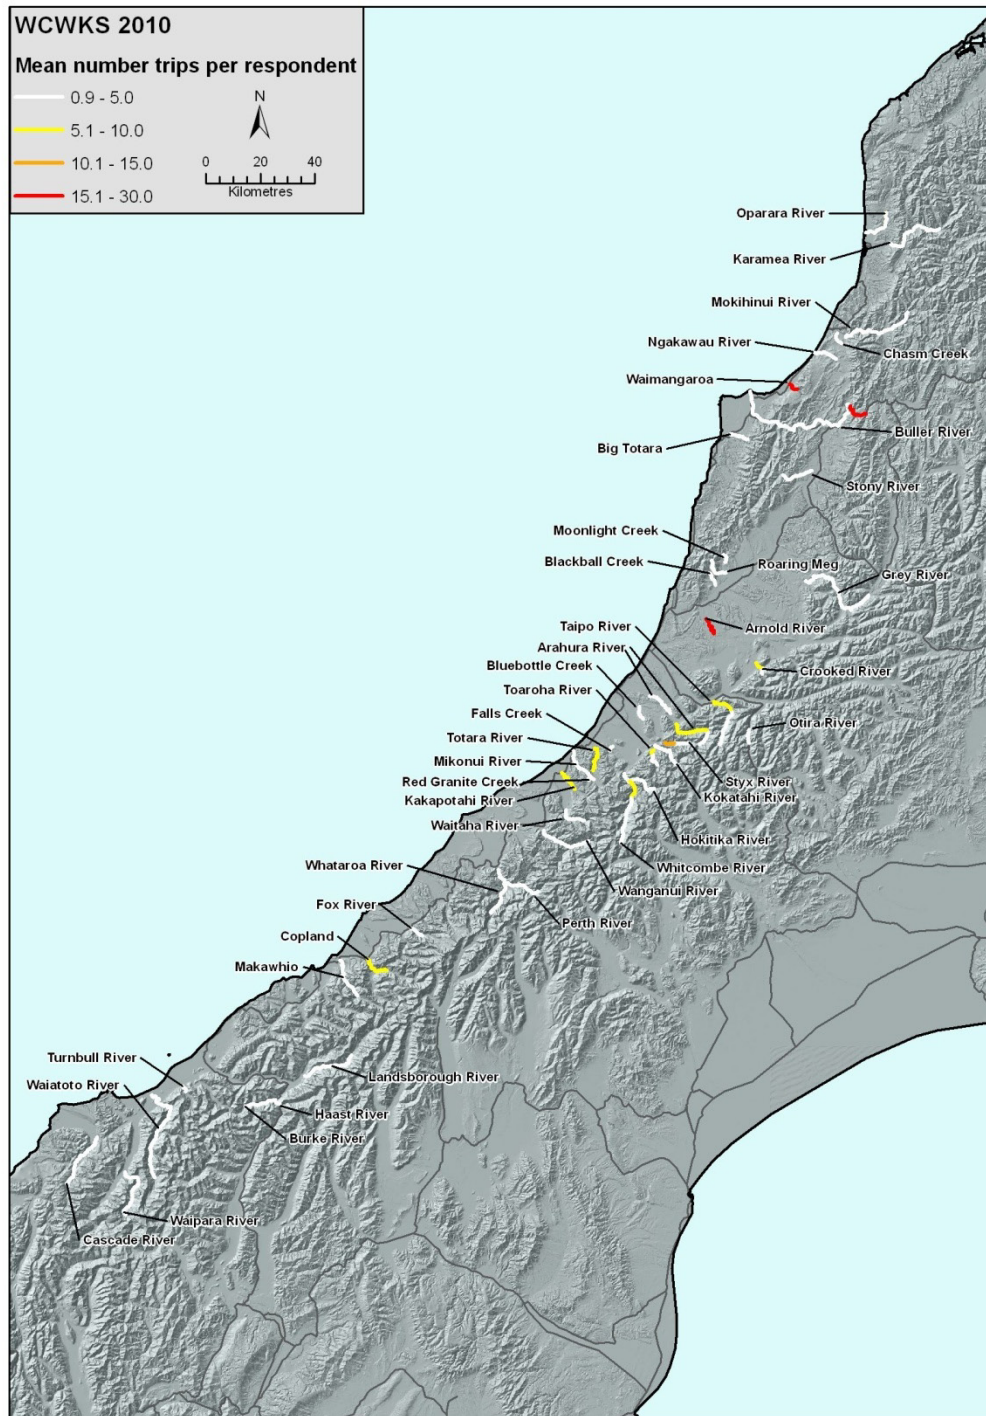 WCWKS 2010
Mean number trips per respondent
0.9 - 5.0
5.1 - 10.0
10.1 - 15.0
15.1 - 30.0
N
0 20 40
Kilometres
Oparara River
Karamea River
Mokihinui River
Ngakawau River
Chasm Creek
Waimangaroa
Buller River
Big Totara
Stony River
Moonlight Creek
Blackball Creek
Roaring Meg
Grey River
Taipo River
Arnold River
Arahura River
Bluebottle Creek
Crooked River
Toaroha River
Falls Creek
Otira River
Totara River
Mikonui River
Red Granite Creek
Styx River
Kakapotahi River
Kokatahi River
Waitaha River
Hokitika River
Whataroa River
Whitcombe River
Wanganui River
Fox River
Perth River
Copland
Makawhio
Turnbull River
Landsborough River
Waiatoto River
Haast River
Burke River
Waipara River
Cascade River